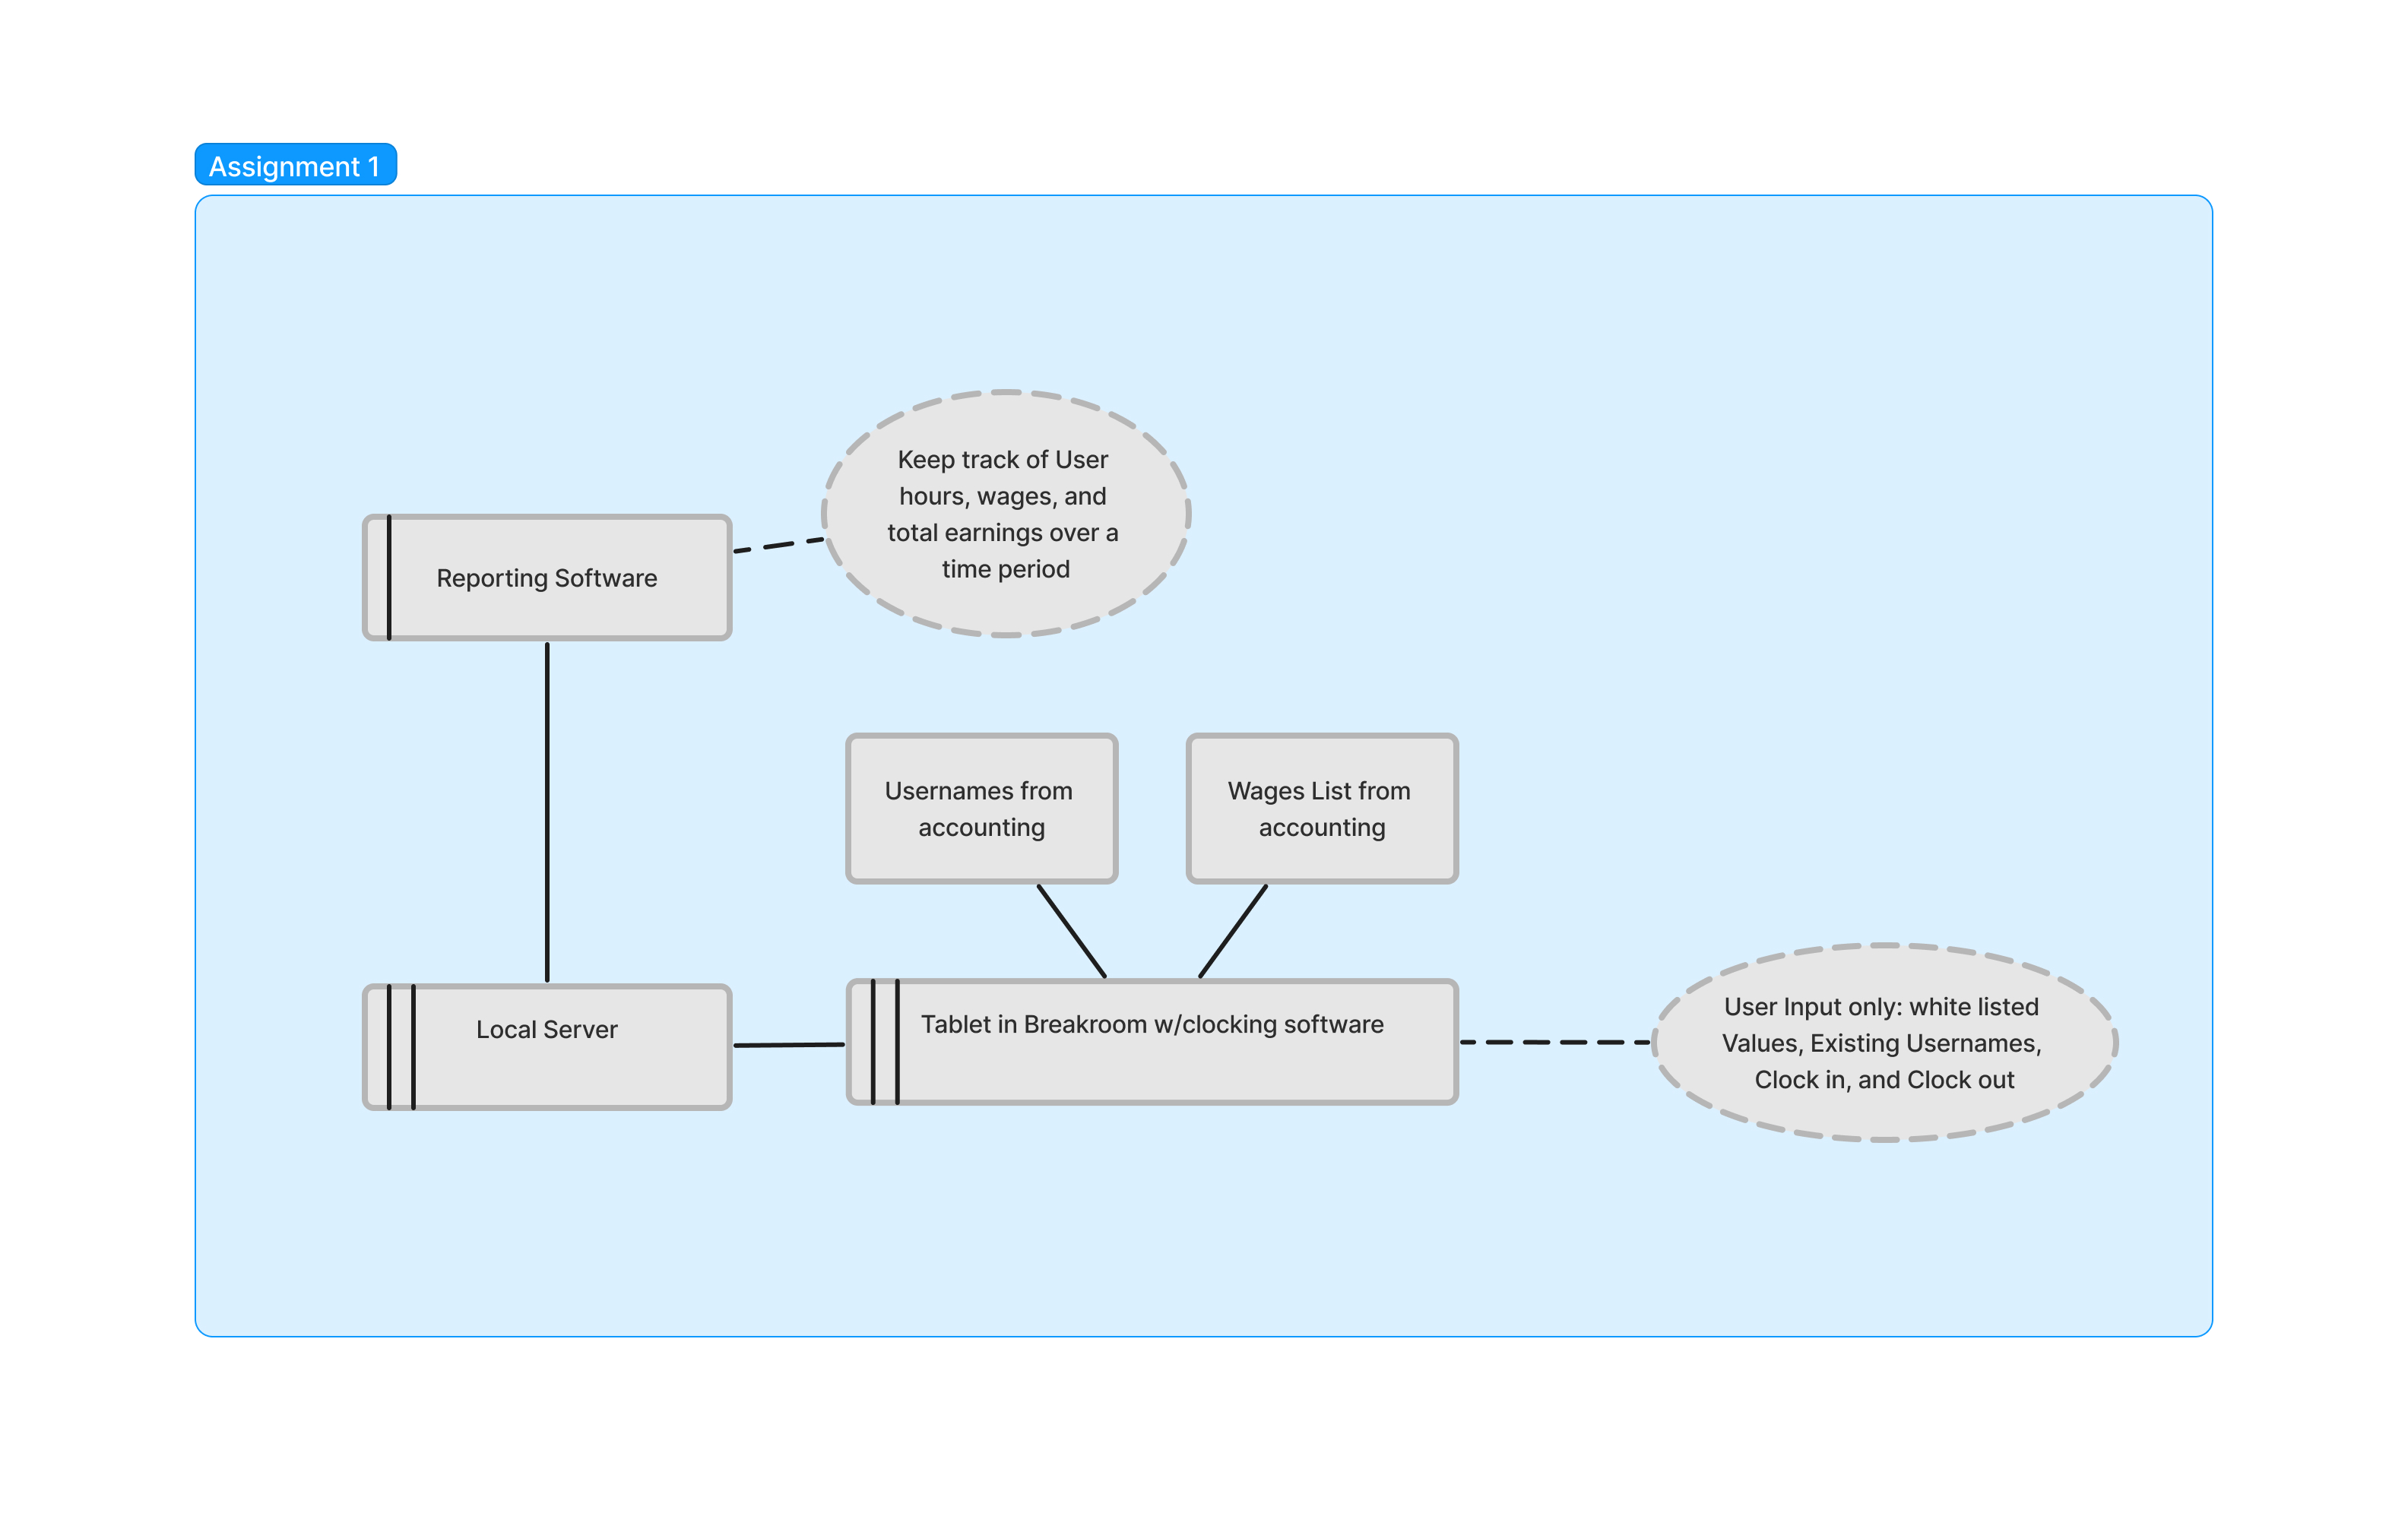 Assignment 1
Keep track of User
hours, wages, and
total earnings over a
time period
Reporting Software
Usernames from
accounting
Wages List from
accounting
Local Server
Tablet in Breakroom w/clocking software
User Input only: white listed
Values, Existing Usernames,
Clock in, and Clock out